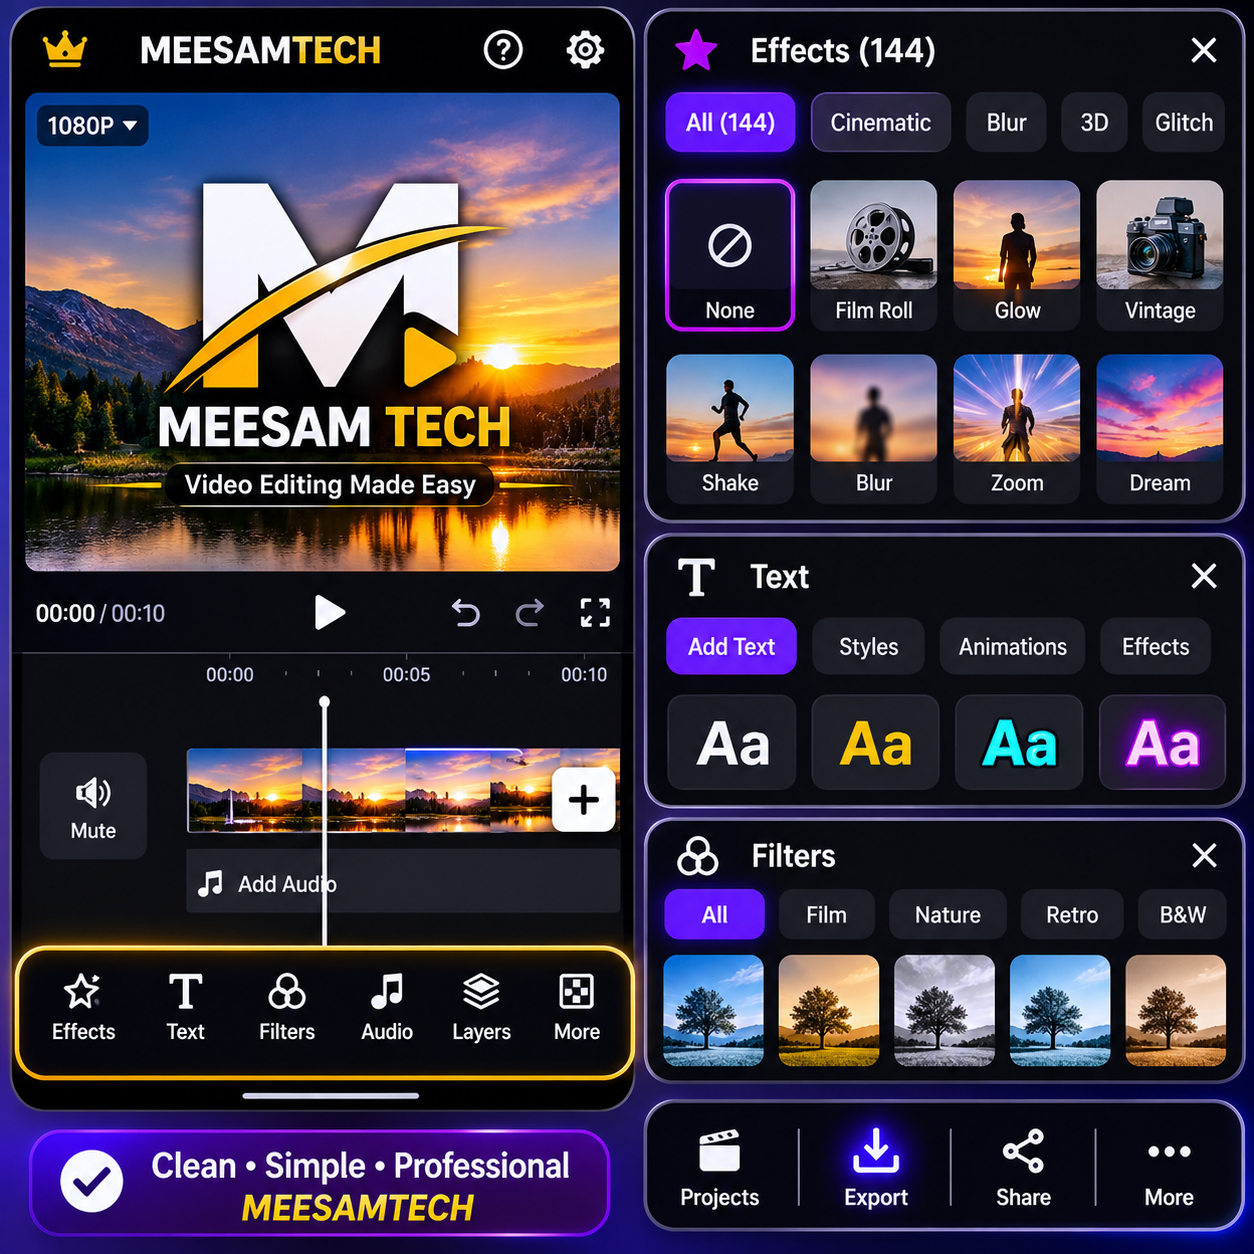 MEESAMTECH
1080P
MEESAM TECH
Video Editing Made Easy
00:00 / 00:10
00:00 00:05 00:10
Mute
Add Audio
Effects Text Filters Audio Layers More
Clean • Simple • Professional
MEESAMTECH
Effects (144)
All (144) Cinematic Blur 3D Glitch
None Film Roll Glow Vintage
Shake Blur Zoom Dream
Text
Add Text Styles Animations Effects
Aa Aa Aa Aa
Filters
All Film Nature Retro B&W
Projects Export Share More